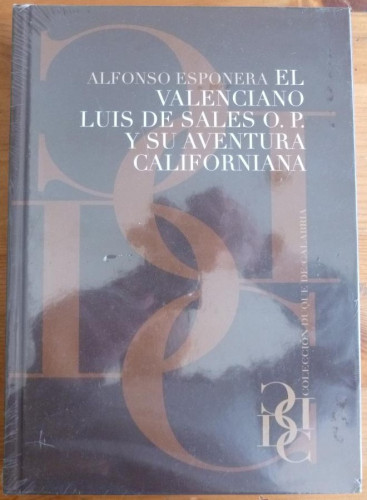 ALFONSO ESPONERA EL
VALENCIANO
LUIS DE SALES O. P.
Y SU AVENTURA
CALIFORNIANA
COLECCIÓN DUQUE DE CALABRIA